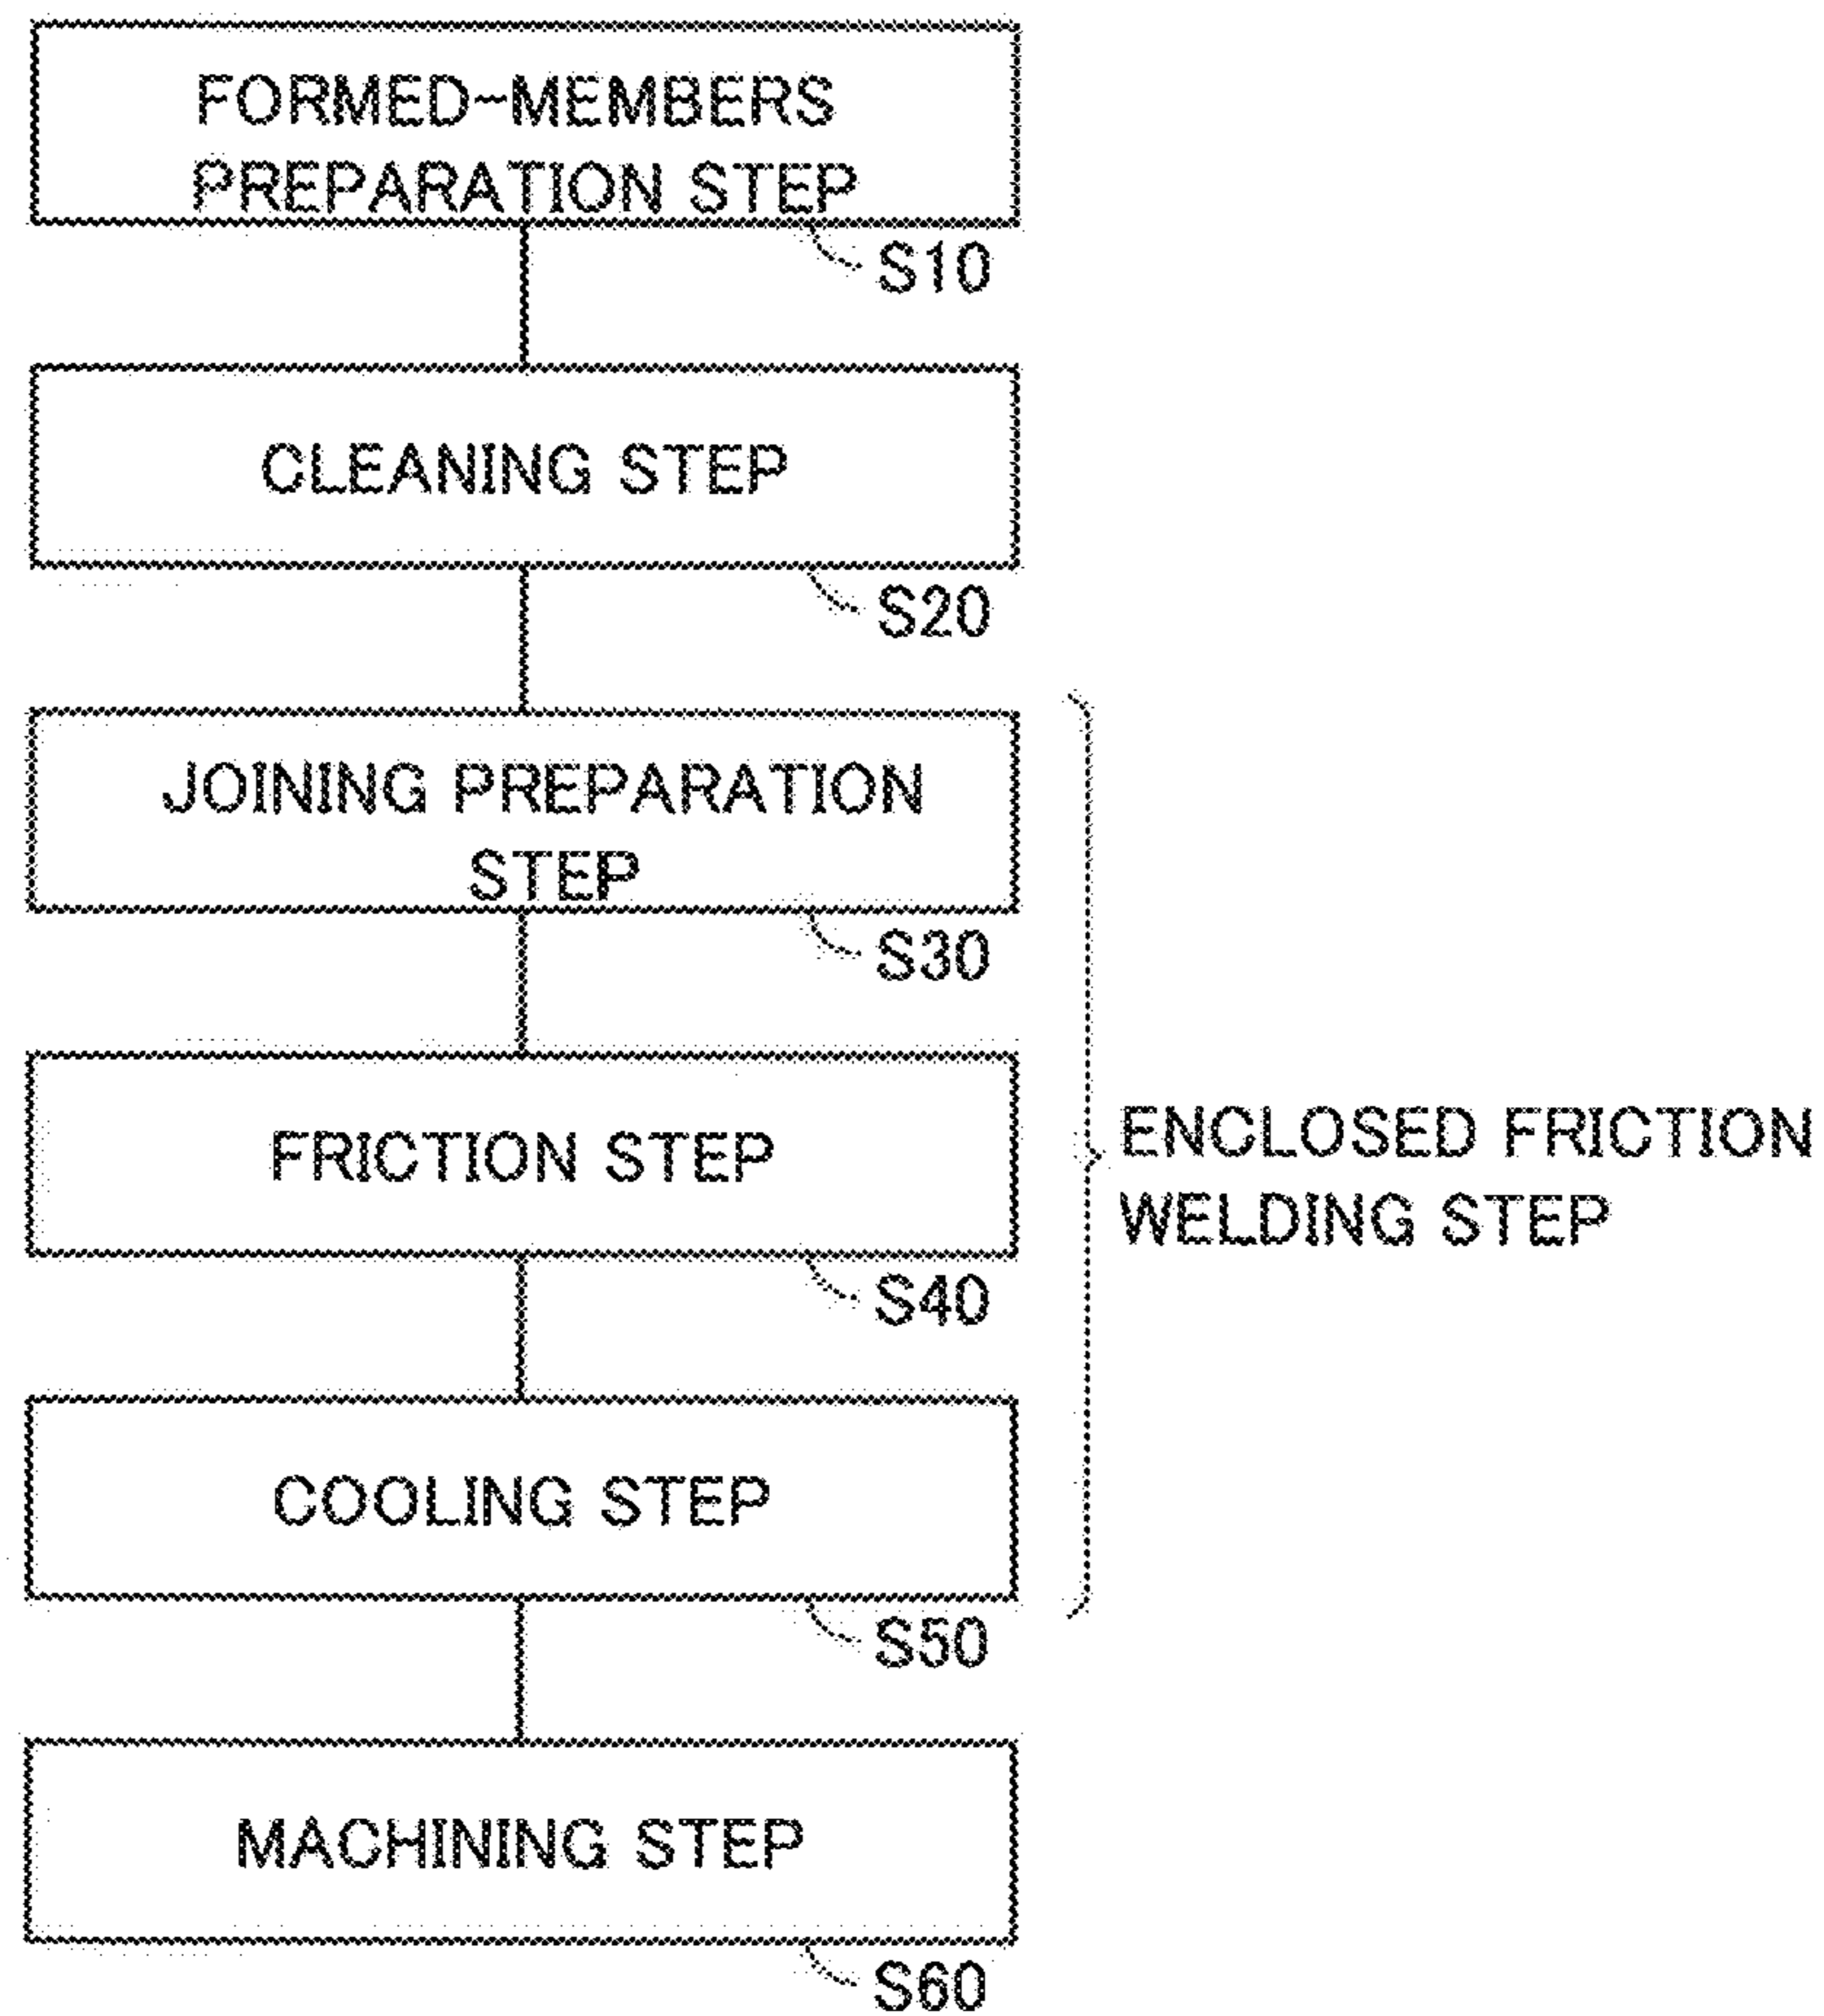 FORMED-MEMBERS
PREPARATION STEP
S10
CLEANING STEP
S20
JOINING PREPARATION
STEP
S30
FRICTION STEP
S40
ENCLOSED FRICTION
WELDING STEP
COOLING STEP
S50
MACHINING STEP
S60